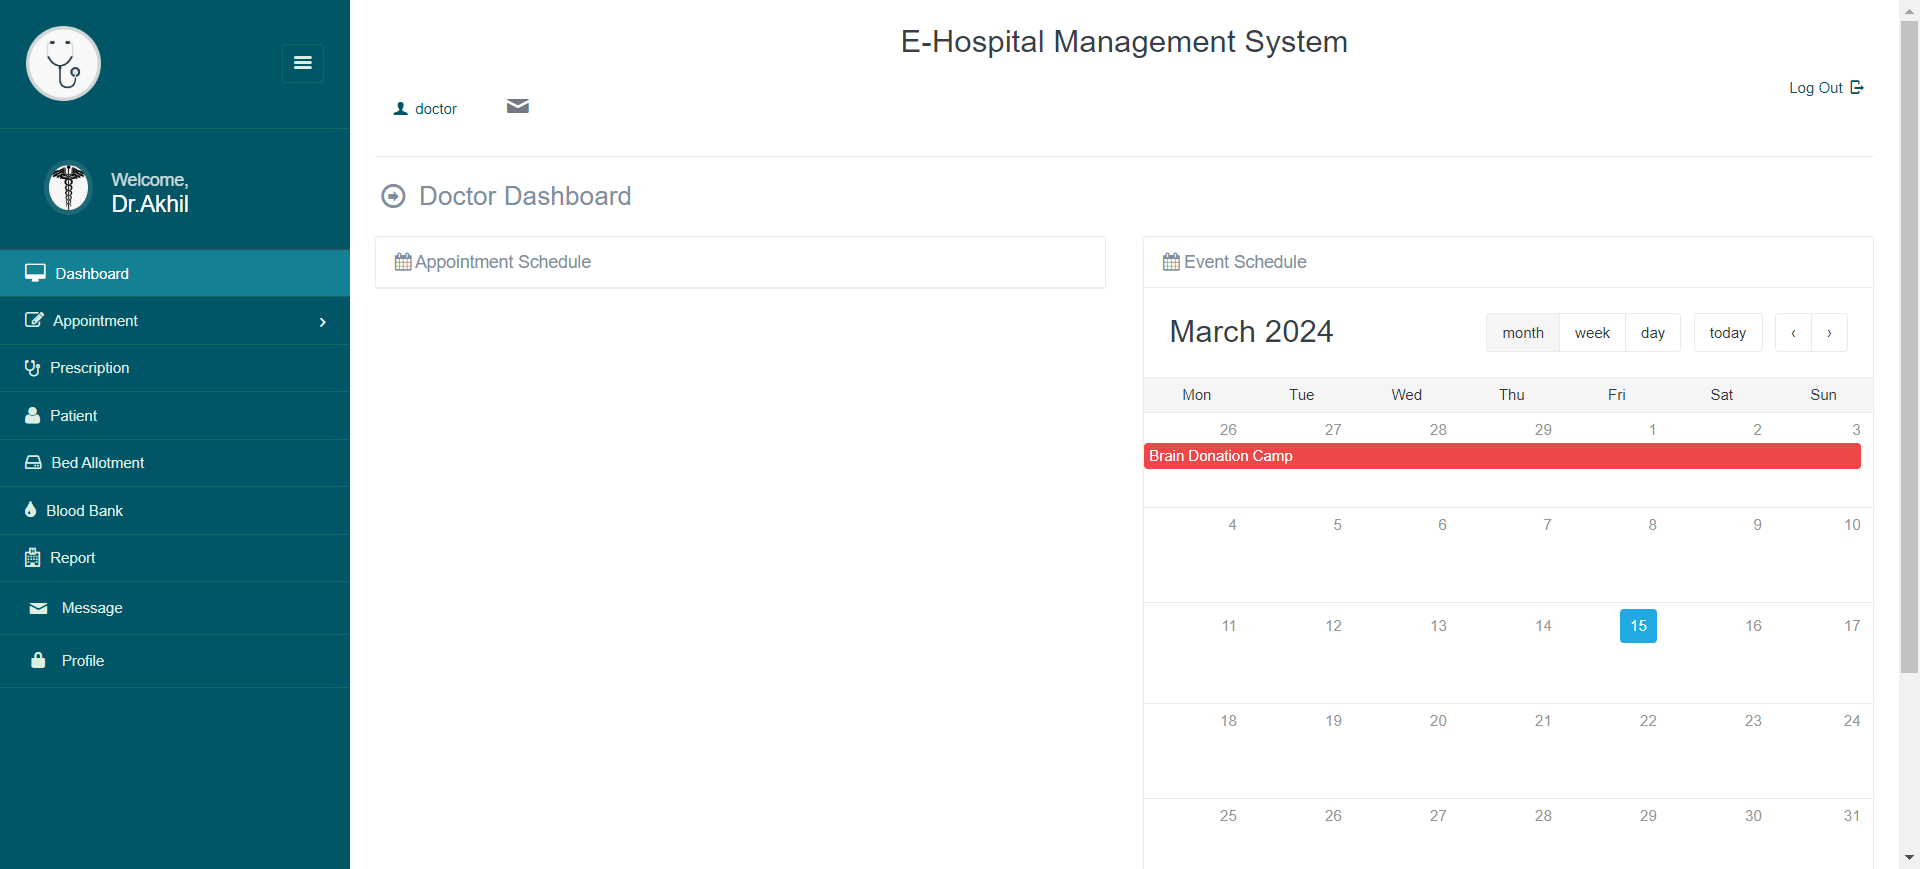 E-Hospital Management System
Log Out
doctor
Welcome,
Dr.Akhil
Dashboard
Appointment
Prescription
Patient
Bed Allotment
Blood Bank
Report
Message
Profile
Doctor Dashboard
Appointment Schedule
Event Schedule
March 2024
month week day today ‹ ›
Mon Tue Wed Thu Fri Sat Sun
26 27 28 29 1 2 3
Brain Donation Camp
4 5 6 7 8 9 10
11 12 13 14 15 16 17
18 19 20 21 22 23 24
25 26 27 28 29 30 31